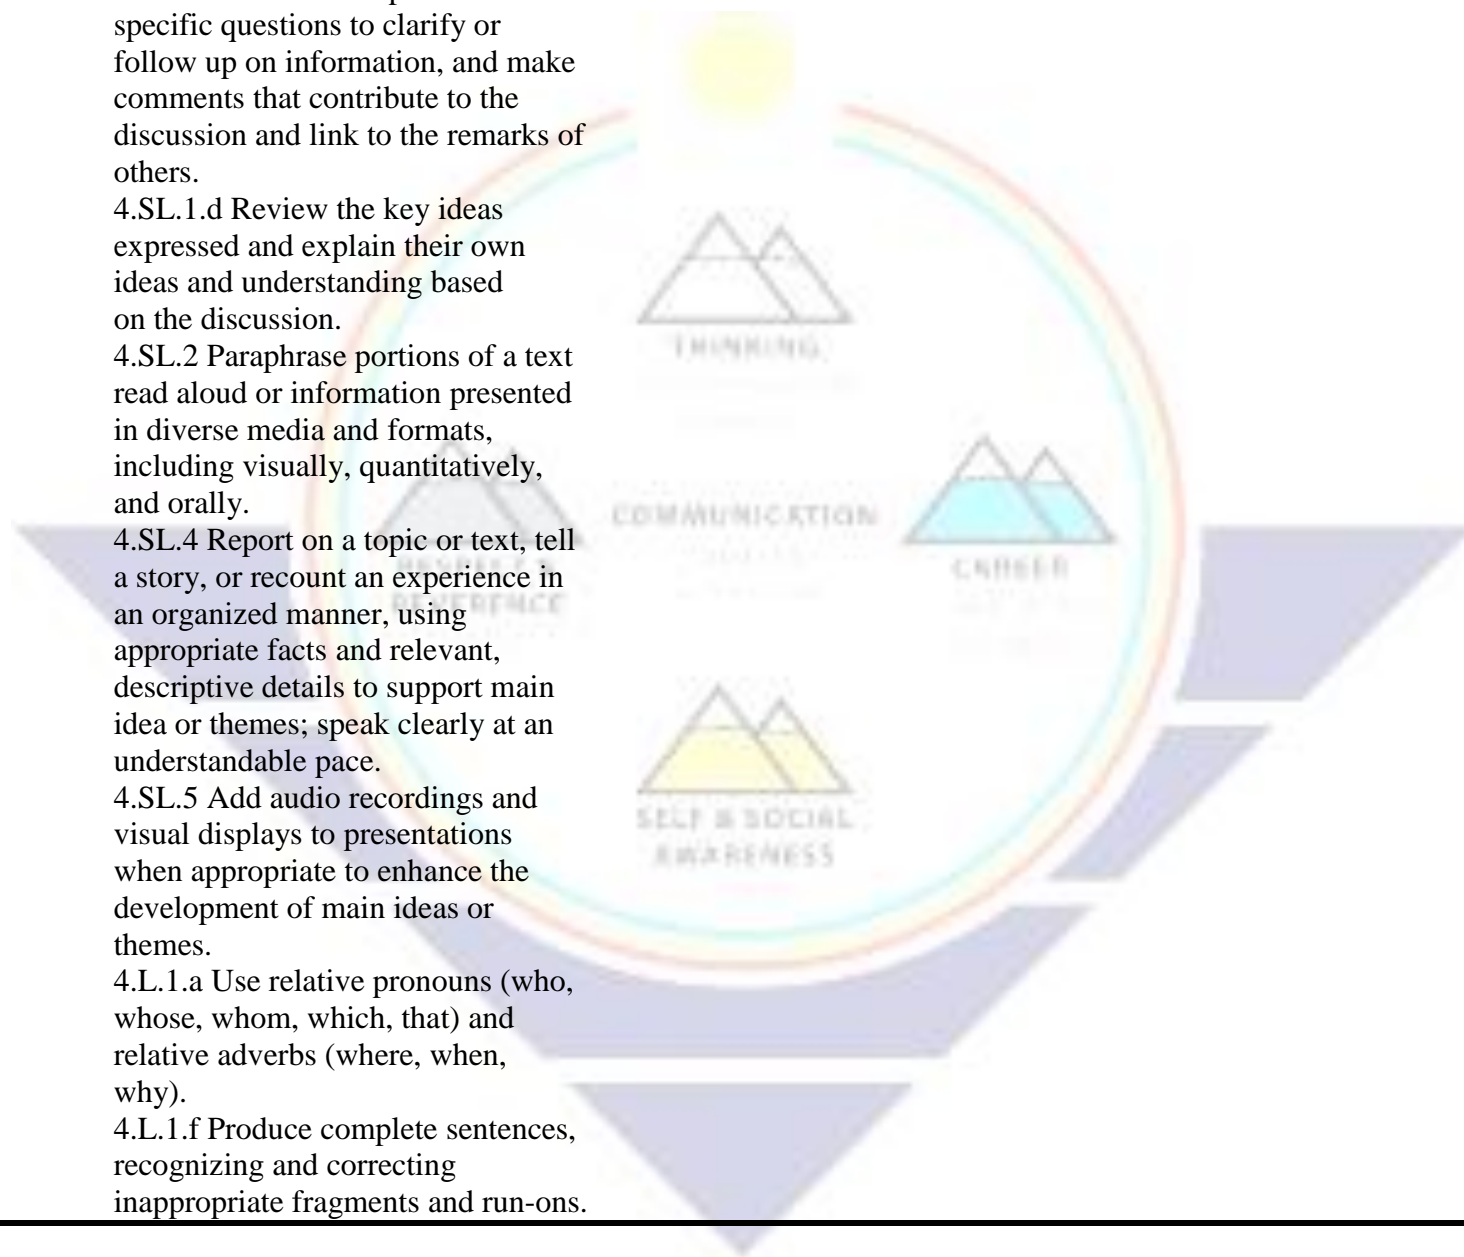 specific questions to clarify or
follow up on information, and make
comments that contribute to the
discussion and link to the remarks of
others.
4.SL.1.d Review the key ideas
expressed and explain their own
ideas and understanding based
on the discussion.
4.SL.2 Paraphrase portions of a text
read aloud or information presented
in diverse media and formats,
including visually, quantitatively,
and orally.
4.SL.4 Report on a topic or text, tell
a story, or recount an experience in
an organized manner, using
appropriate facts and relevant,
descriptive details to support main
idea or themes; speak clearly at an
understandable pace.
4.SL.5 Add audio recordings and
visual displays to presentations
when appropriate to enhance the
development of main ideas or
themes.
4.L.1.a Use relative pronouns (who,
whose, whom, which, that) and
relative adverbs (where, when,
why).
4.L.1.f Produce complete sentences,
recognizing and correcting
inappropriate fragments and run-ons.
THINKING
COMMUNICATION
RESPECT &
REVERENCE
CAREER
SELF & SOCIAL
AWARENESS